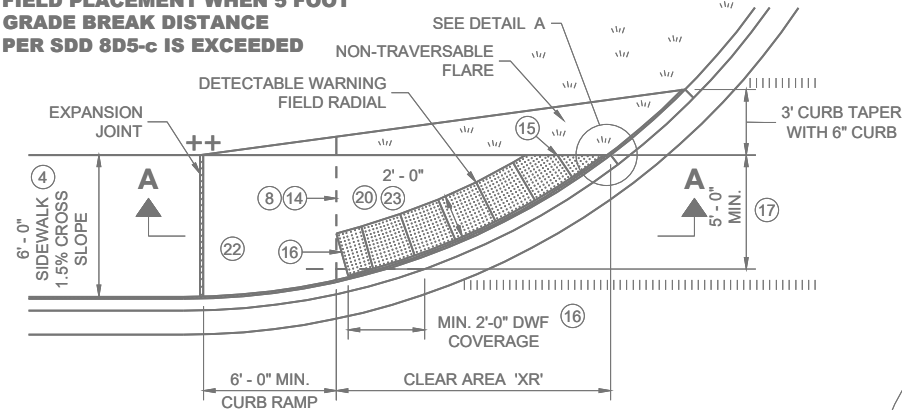 FIELD PLACEMENT WHEN 5 FOOT
GRADE BREAK DISTANCE
PER SDD 8D5-c IS EXCEEDED
SEE DETAIL A
NON-TRAVERSABLE
FLARE
DETECTABLE WARNING
FIELD RADIAL
EXPANSION
JOINT
3' CURB TAPER
WITH 6" CURB
15
++
4
6' - 0"
SIDEWALK
1.5% CROSS
SLOPE
A
8 14
2' - 0"
20 23
A
5' - 0"
MIN.
17
22
16
MIN. 2'-0" DWF
COVERAGE
16
6' - 0" MIN.
CURB RAMP
CLEAR AREA 'XR'